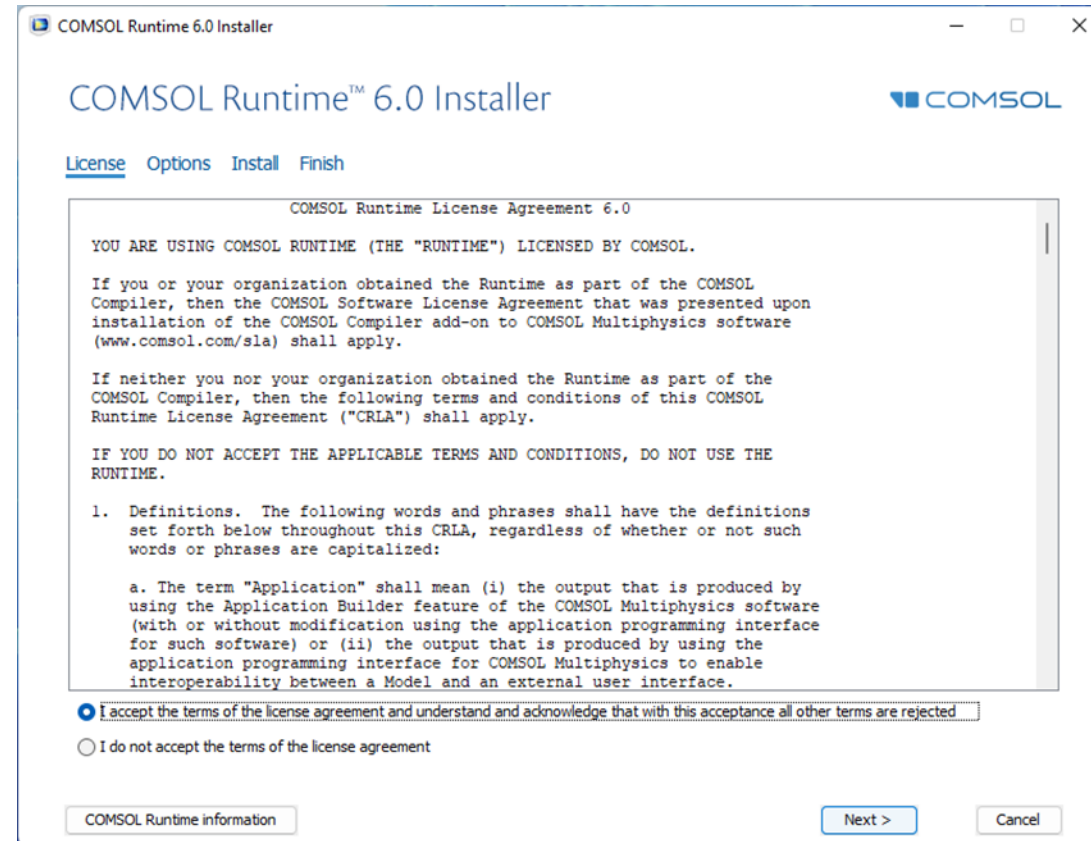 COMSOL Runtime 6.0 Installer
COMSOL Runtime™ 6.0 Installer
COMSOL
License Options Install Finish
COMSOL Runtime License Agreement 6.0
YOU ARE USING COMSOL RUNTIME (THE "RUNTIME") LICENSED BY COMSOL.
If you or your organization obtained the Runtime as part of the COMSOL
Compiler, then the COMSOL Software License Agreement that was presented upon
installation of the COMSOL Compiler add-on to COMSOL Multiphysics software
(www.comsol.com/sla) shall apply.
If neither you nor your organization obtained the Runtime as part of the
COMSOL Compiler, then the following terms and conditions of this COMSOL
Runtime License Agreement ("CRLA") shall apply.
IF YOU DO NOT ACCEPT THE APPLICABLE TERMS AND CONDITIONS, DO NOT USE THE
RUNTIME.
1. Definitions. The following words and phrases shall have the definitions
set forth below throughout this CRLA, regardless of whether or not such
words or phrases are capitalized:
a. The term "Application" shall mean (i) the output that is produced by
using the Application Builder feature of the COMSOL Multiphysics software
(with or without modification using the application programming interface
for such software) or (ii) the output that is produced by using the
application programming interface for COMSOL Multiphysics to enable
interoperability between a Model and an external user interface.
I accept the terms of the license agreement and understand and acknowledge that with this acceptance all other terms are rejected
I do not accept the terms of the license agreement
COMSOL Runtime information
Next >
Cancel